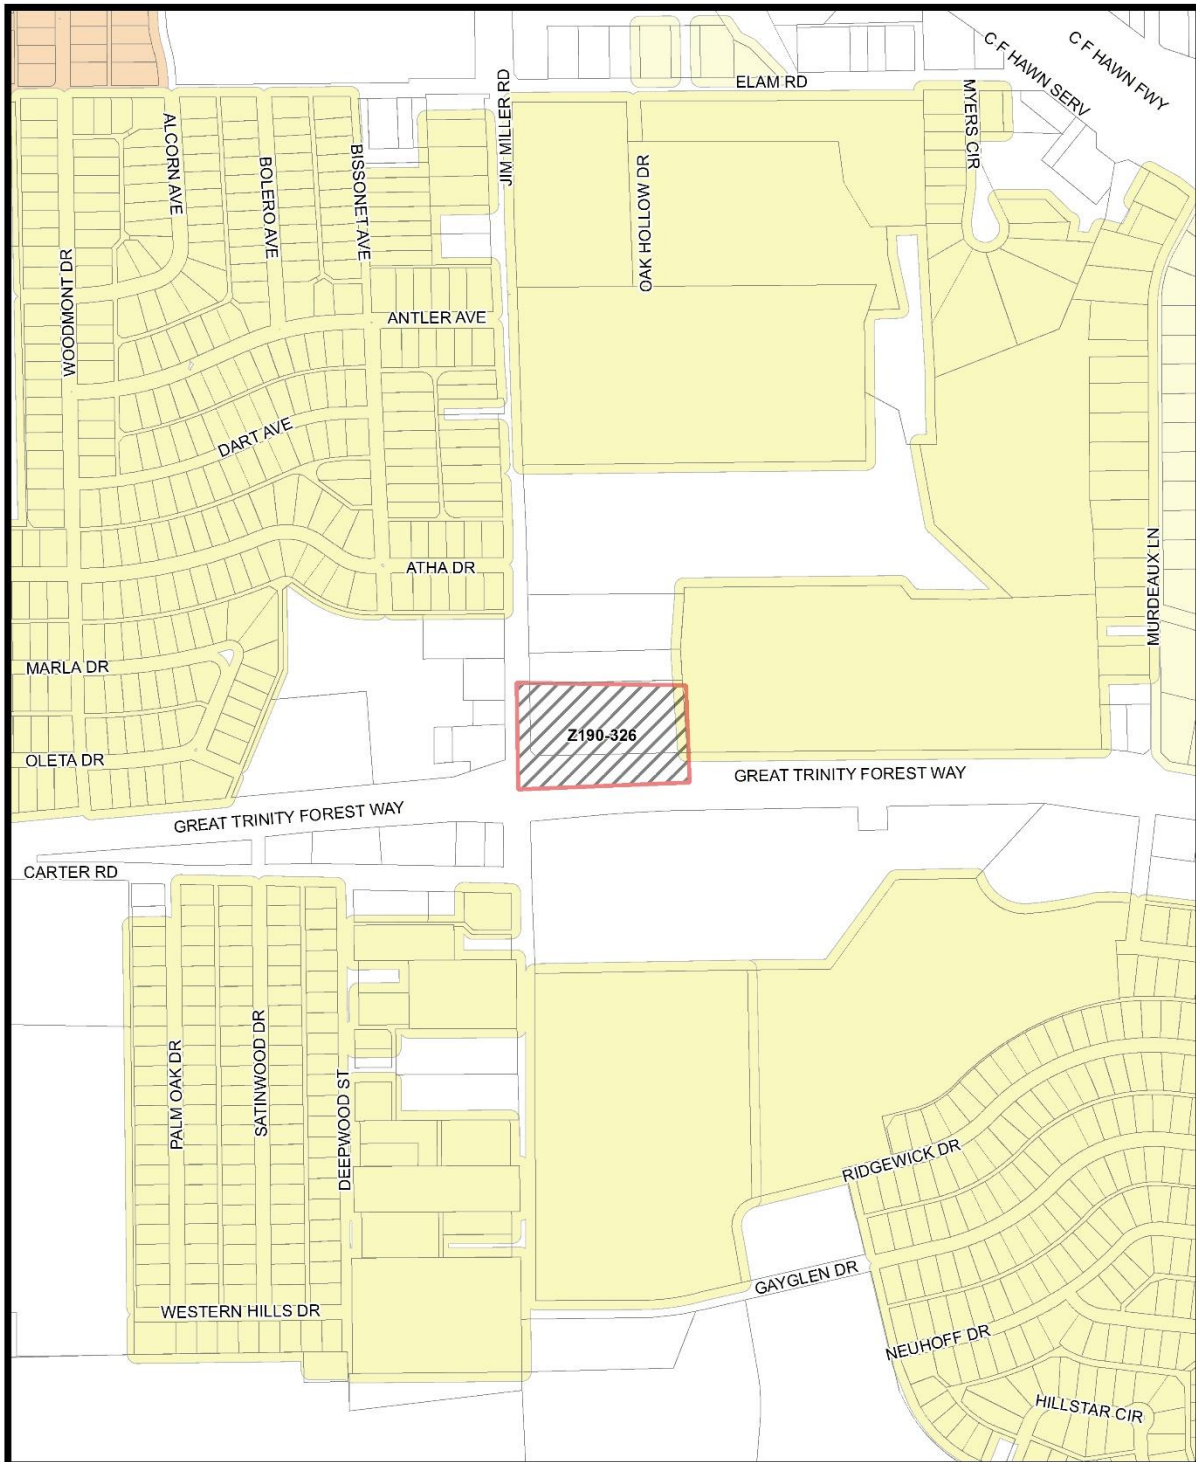 C F HAWN FWY
C F HAWN SERV
ELAM RD
JIM MILLER RD
MYERS CIR
ALCORN AVE
BOLERO AVE
BISSONET AVE
OAK HOLLOW DR
WOODMONT DR
ANTLER AVE
DART AVE
ATHA DR
MURDEAUX LN
MARLA DR
Z190-326
OLETA DR
GREAT TRINITY FOREST WAY
GREAT TRINITY FOREST WAY
CARTER RD
PALM OAK DR
SATINWOOD DR
DEEPWOOD ST
RIDGEWICK DR
GAYGLEN DR
WESTERN HILLS DR
NEUHOFF DR
HILLSTAR CIR